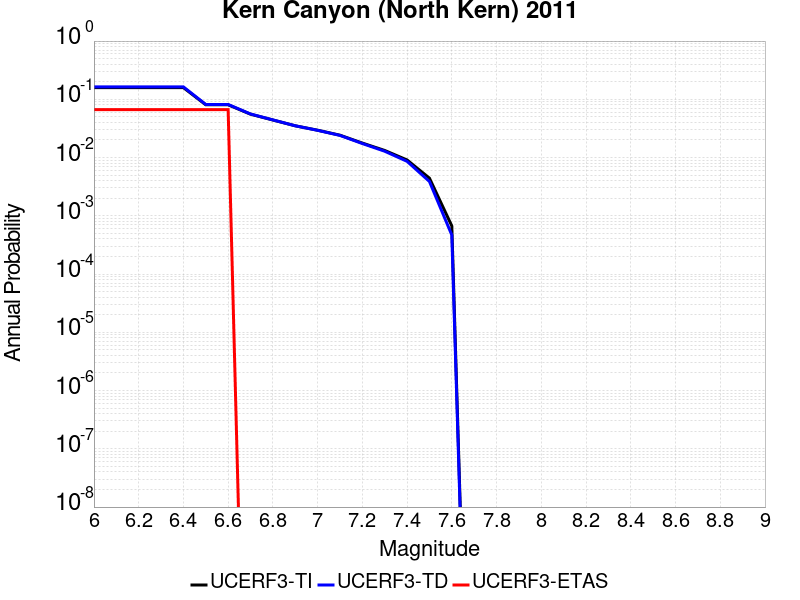 Kern Canyon (North Kern) 2011
10^0
10^-1
10^-2
10^-3
10^-4
10^-5
10^-6
10^-7
10^-8
Annual Probability
6 6.2 6.4 6.6 6.8 7 7.2 7.4 7.6 7.8 8 8.2 8.4 8.6 8.8 9
Magnitude
UCERF3-TI UCERF3-TD UCERF3-ETAS